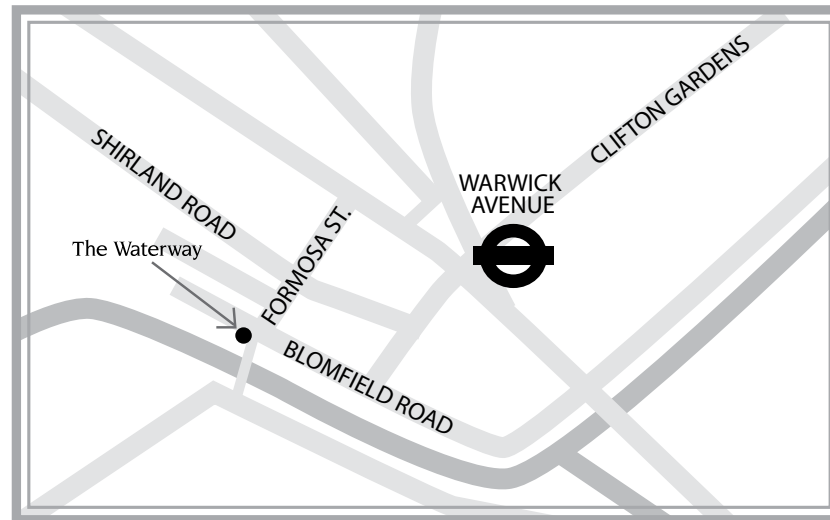 CLIFTON GARDENS
SHIRLAND ROAD
WARWICK
AVENUE
The Waterway
FORMOSA ST.
BLOMFIELD ROAD